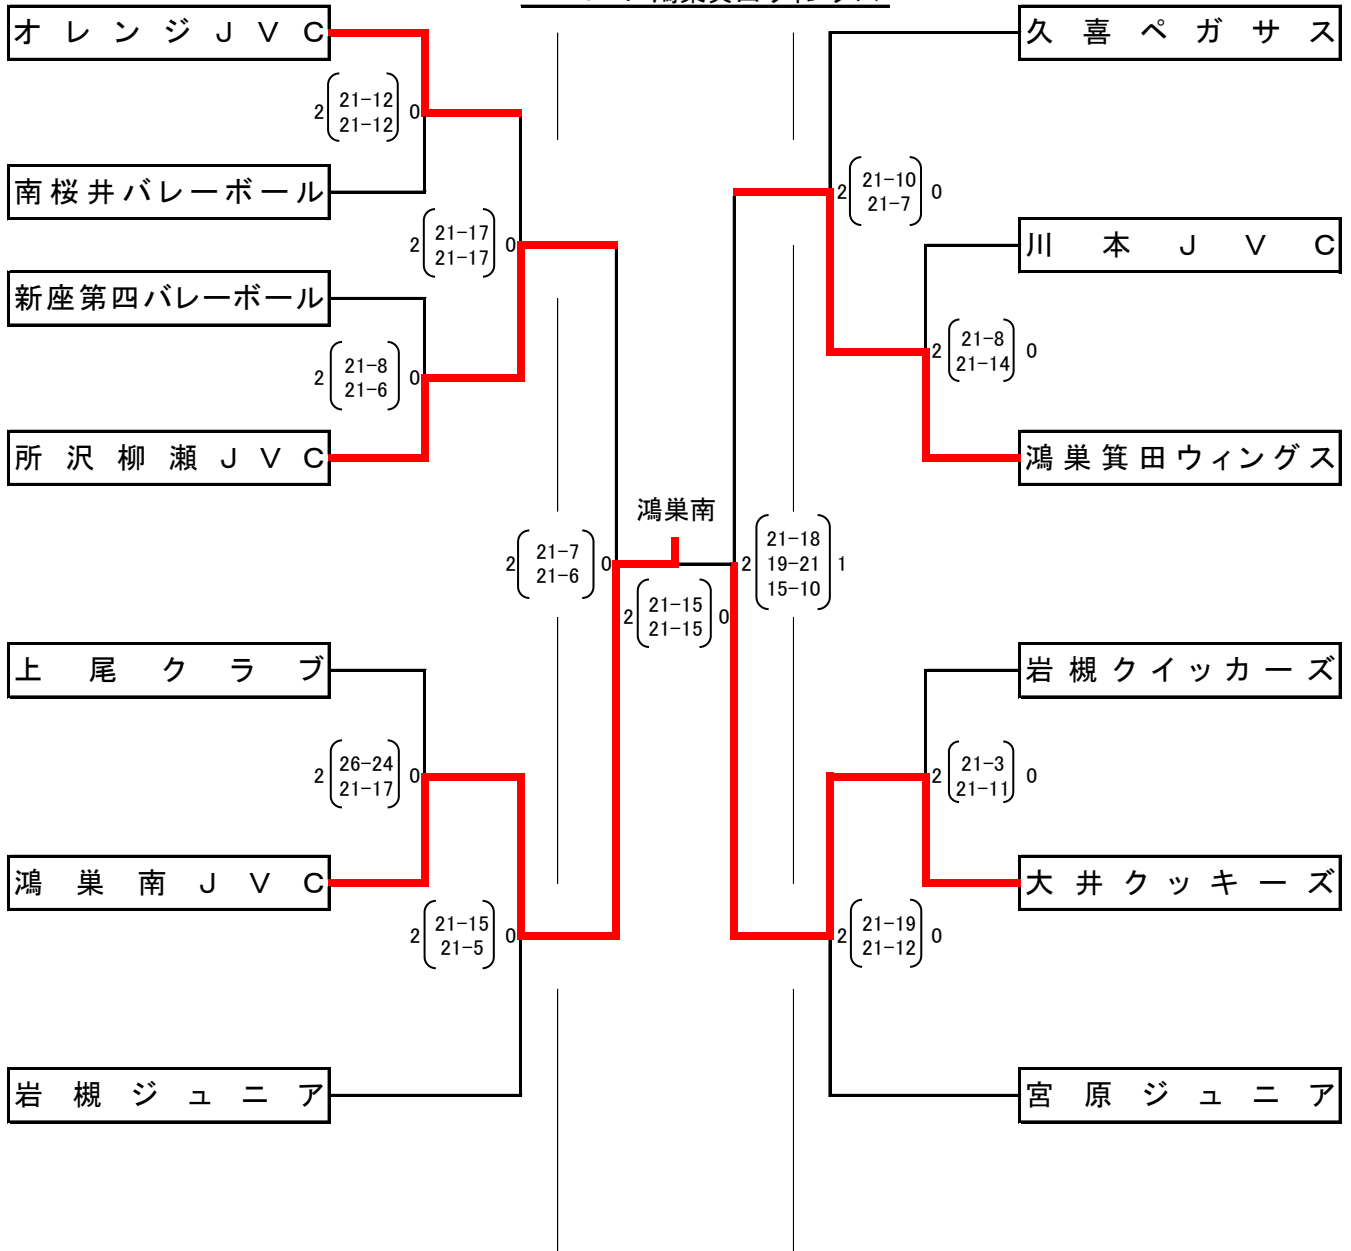 オレンジＪＶＣ
久喜ペガサス
2 21-12 0
21-12
南桜井バレーボール
2 21-10 0
21-7
2 21-17 0
21-17
川本ＪＶＣ
新座第四バレーボール
2 21-8 0
21-6
2 21-8 0
21-14
所沢柳瀬ＪＶＣ
鴻巣箕田ウィングス
鴻巣南
2 21-7 0
21-6
2 21-18 1
19-21
15-10
2 21-15 0
21-15
上尾クラブ
岩槻クイッカーズ
2 26-24 0
21-17
2 21-3 0
21-11
鴻巣南ＪＶＣ
大井クッキーズ
2 21-15 0
21-5
2 21-19 0
21-12
岩槻ジュニア
宮原ジュニア